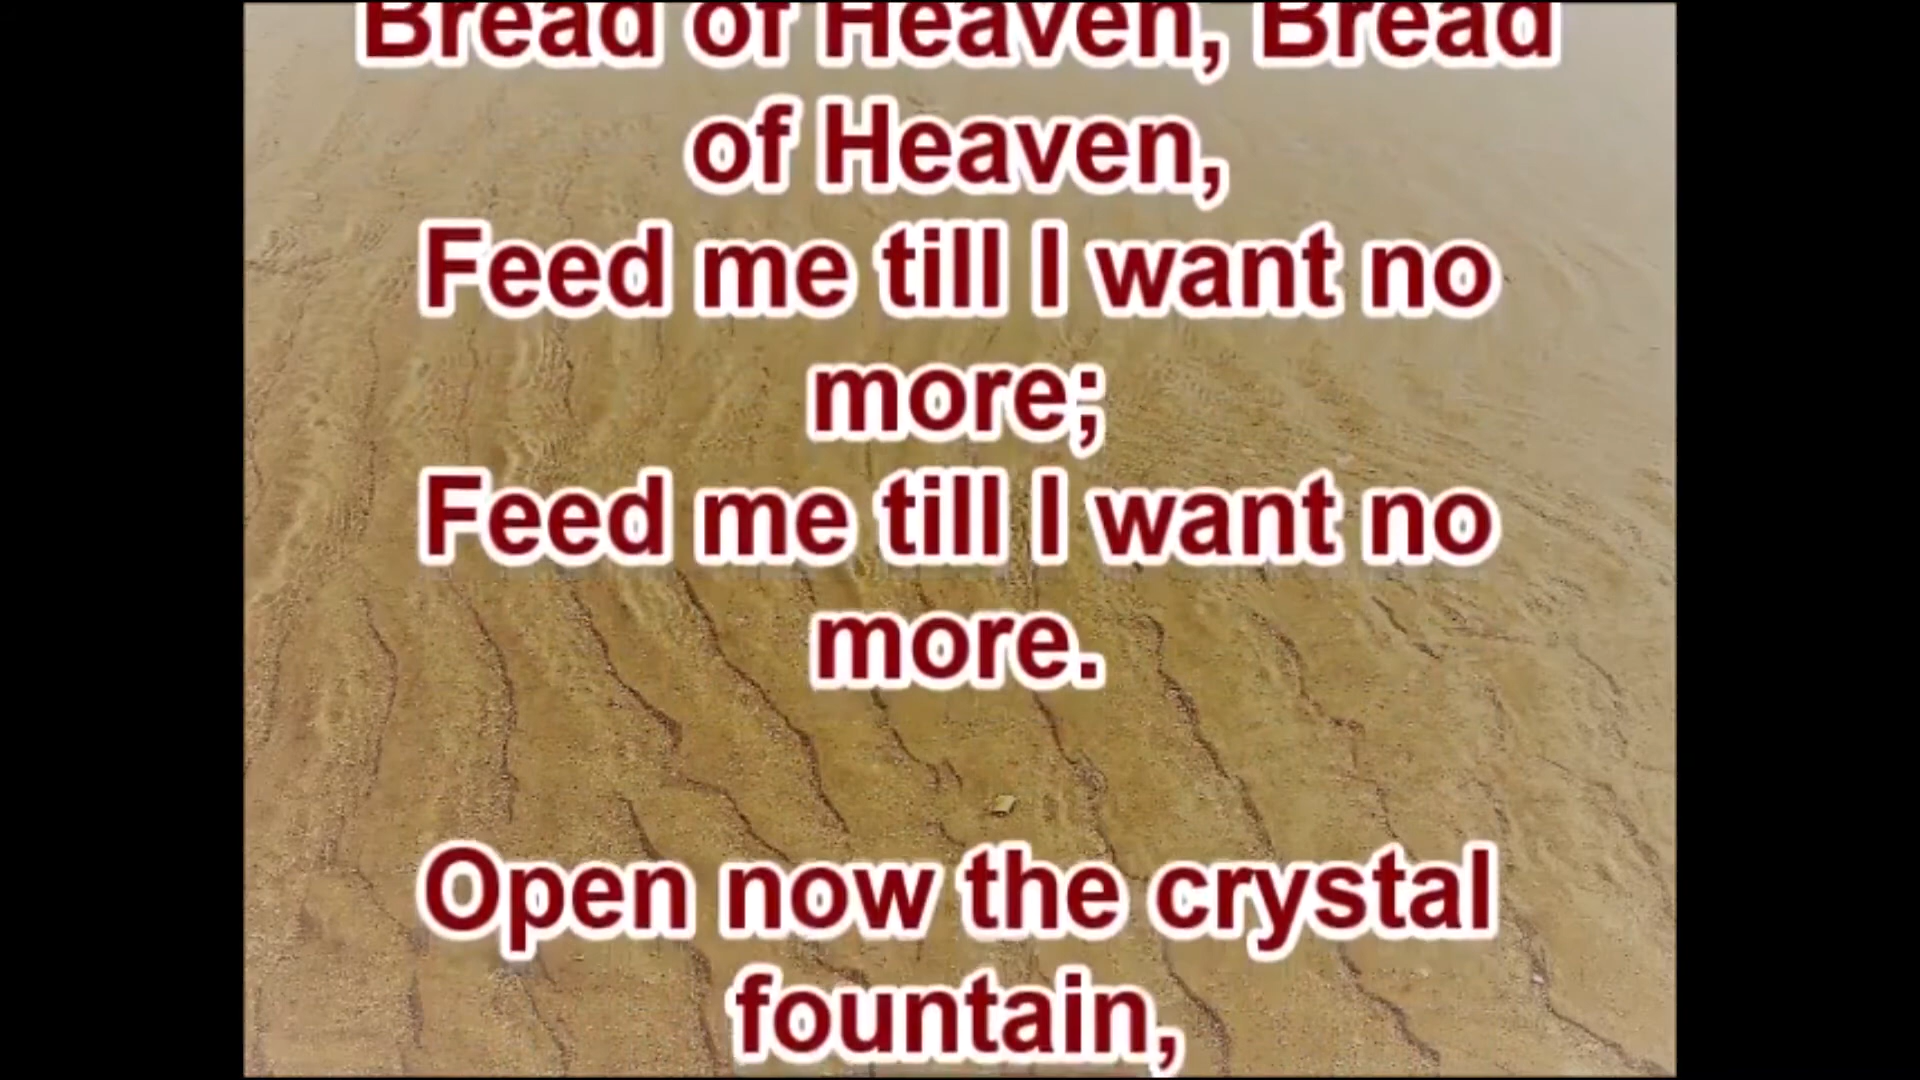 Bread of Heaven, Bread
of Heaven,
Feed me till I want no
more;
Feed me till I want no
more.
Open now the crystal
fountain,